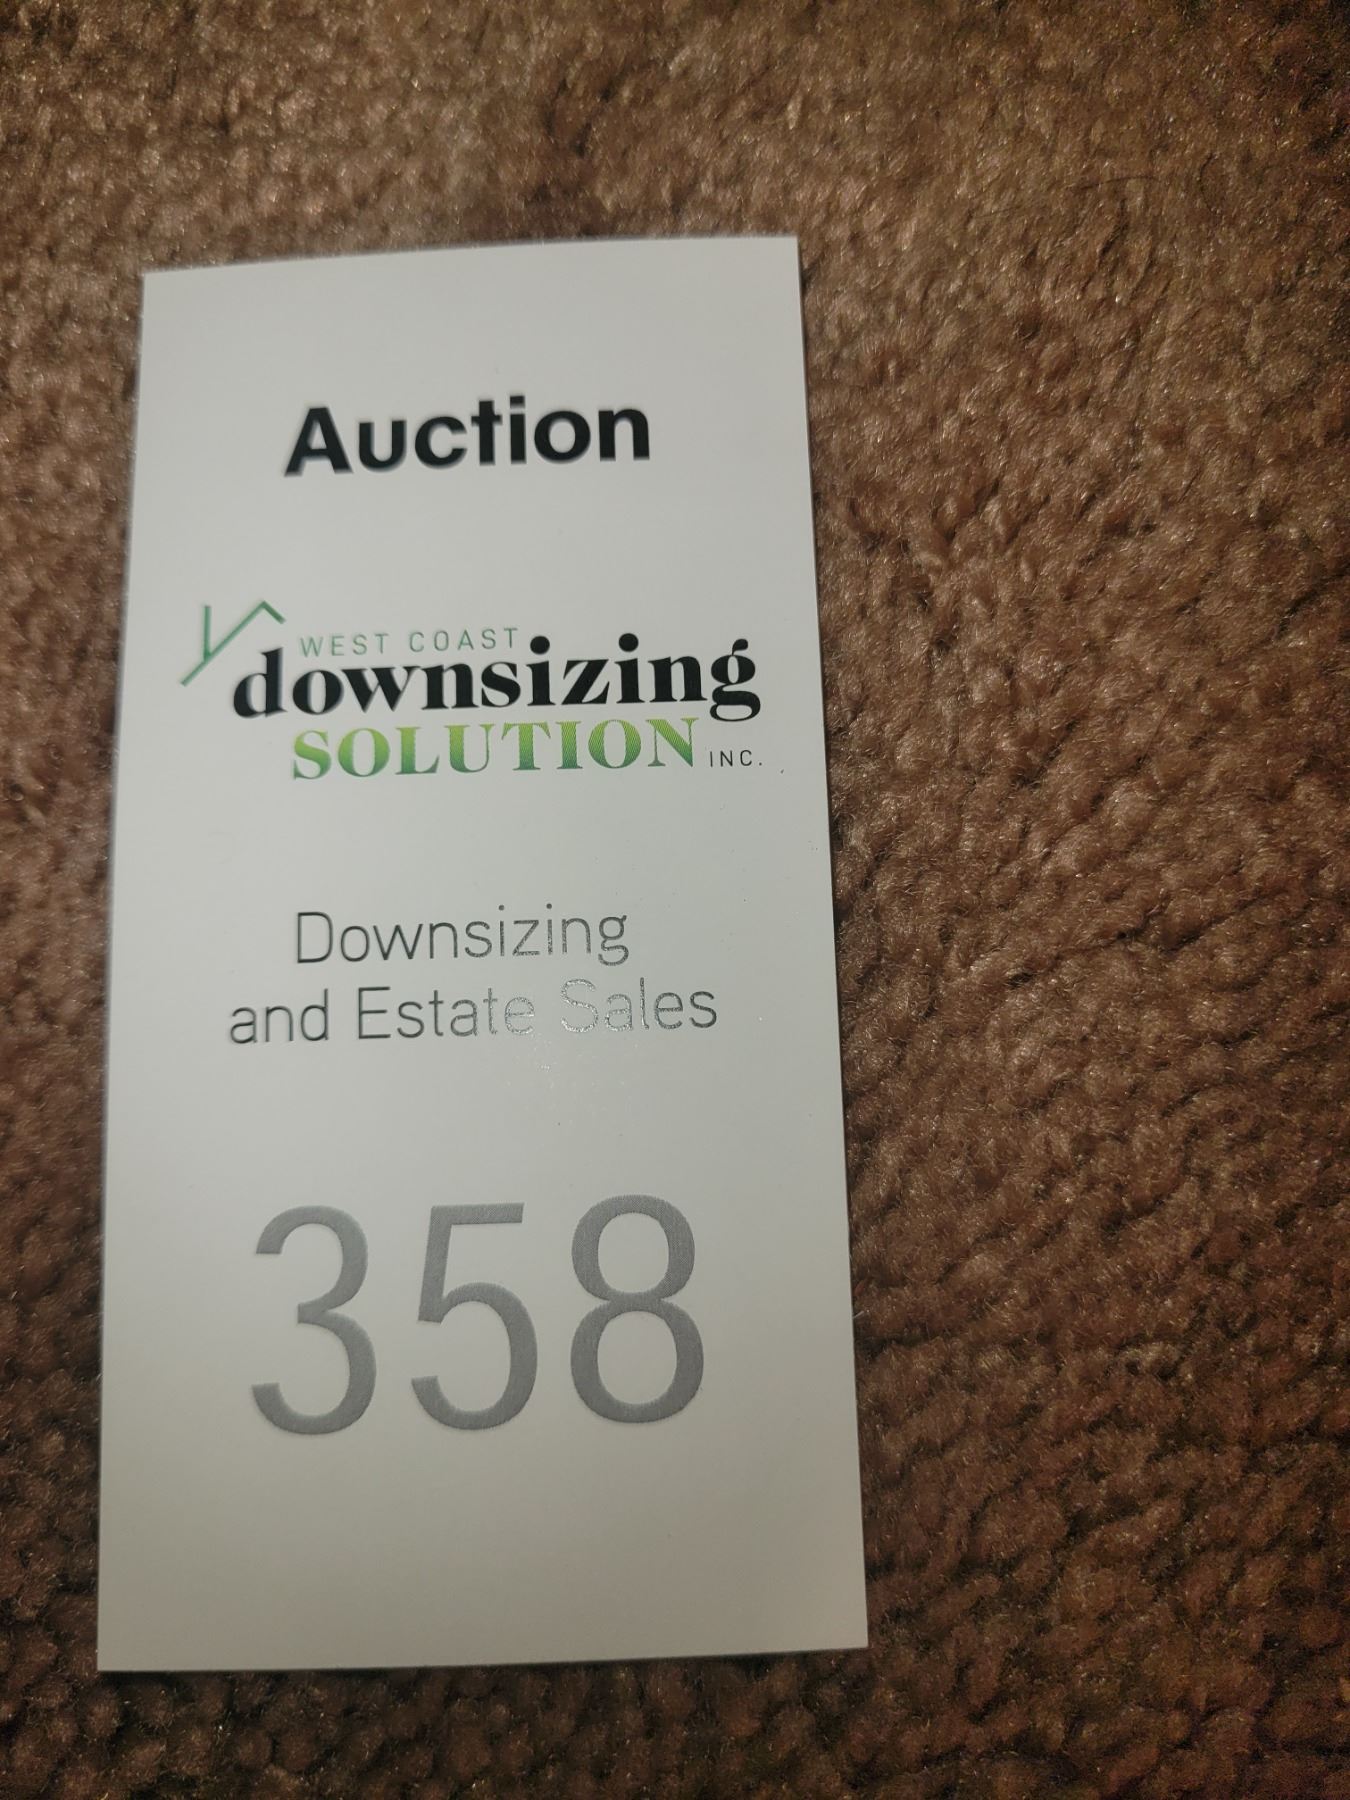 Auction
WEST COAST
downsizing
SOLUTION INC.
Downsizing
and Estate Sales
358